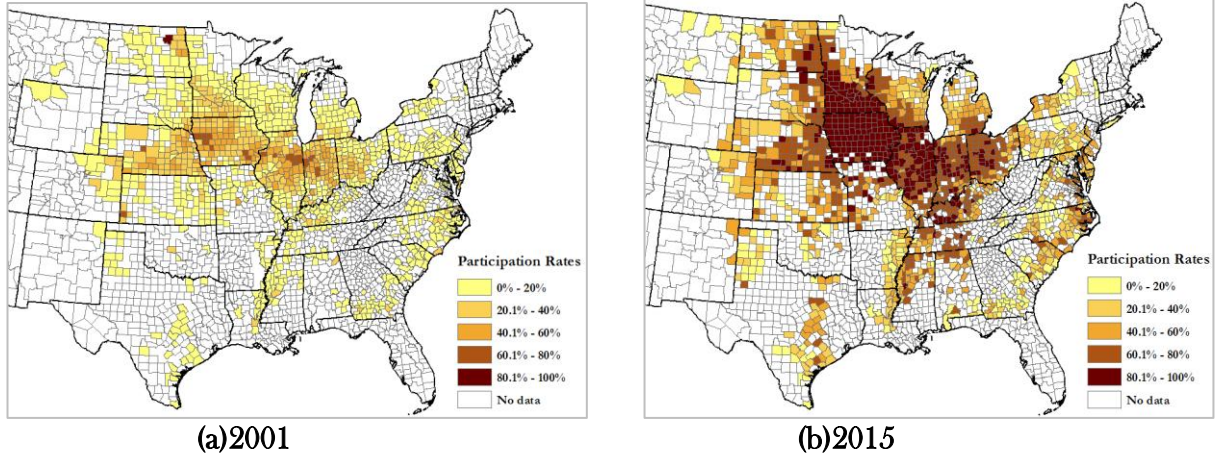 Participation Rates
0% - 20%
20.1% - 40%
40.1% - 60%
60.1% - 80%
80.1% - 100%
No data
(a)2001
Participation Rates
0% - 20%
20.1% - 40%
40.1% - 60%
60.1% - 80%
80.1% - 100%
No data
(b)2015